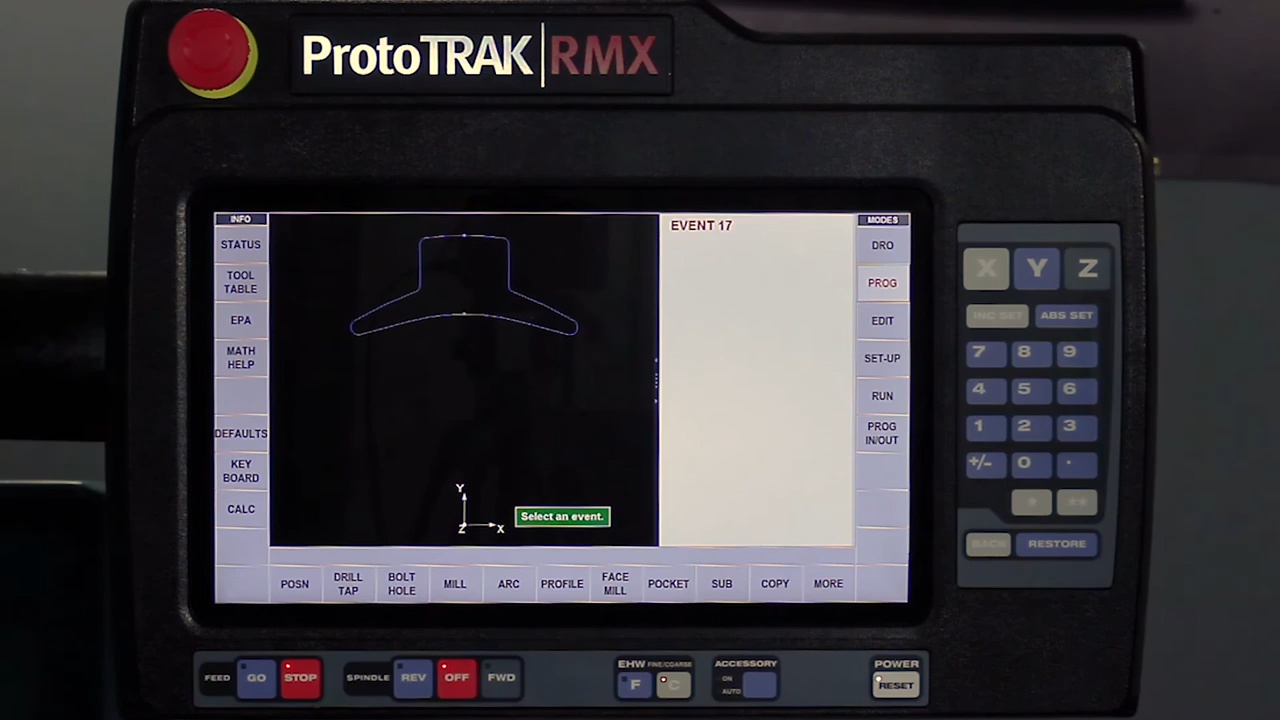 ProtoTRAK RMX
INFO
STATUS
TOOL
TABLE
EPA
MATH
HELP
DEFAULTS
KEY
BOARD
CALC
EVENT 17
Y
Z
X
Select an event.
MODES
DRO
PROG
EDIT
SET-UP
RUN
PROG
IN/OUT
POSN
DRILL
TAP
BOLT
HOLE
MILL
ARC
PROFILE
FACE
MILL
POCKET
SUB
COPY
MORE
X Y Z
INC SET ABS SET
7 8 9
4 5 6
1 2 3
+/- 0 .
* **
BACK RESTORE
FEED GO STOP
SPINDLE REV OFF FWD
EHW FINE/COARSE
F C
ACCESSORY
ON
AUTO
POWER
RESET